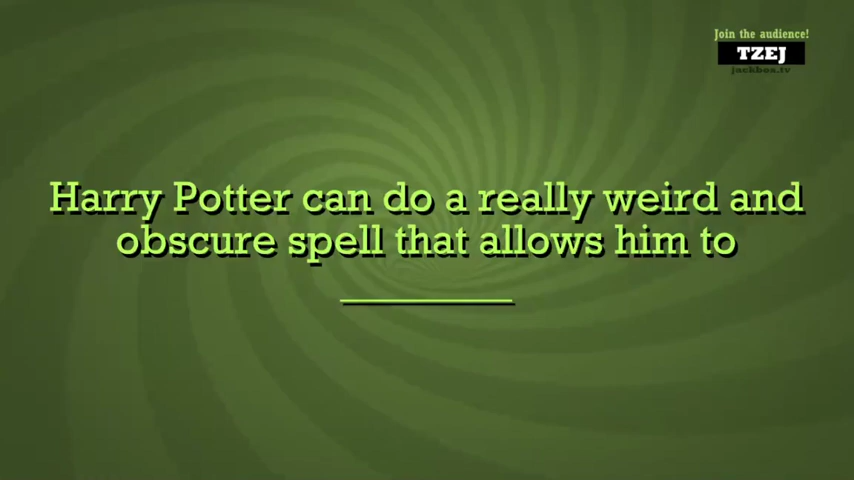 Join the audience!
TZEJ
jackbox.tv
Harry Potter can do a really weird and
obscure spell that allows him to